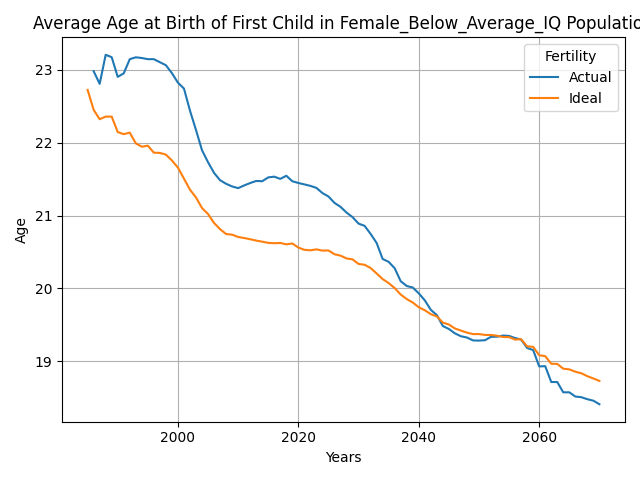 Average Age at Birth of First Child in Female_Below_Average_IQ Populatio
Fertility
Actual
Ideal
23
22
21
20
19
Age
2000
2020
2040
2060
Years